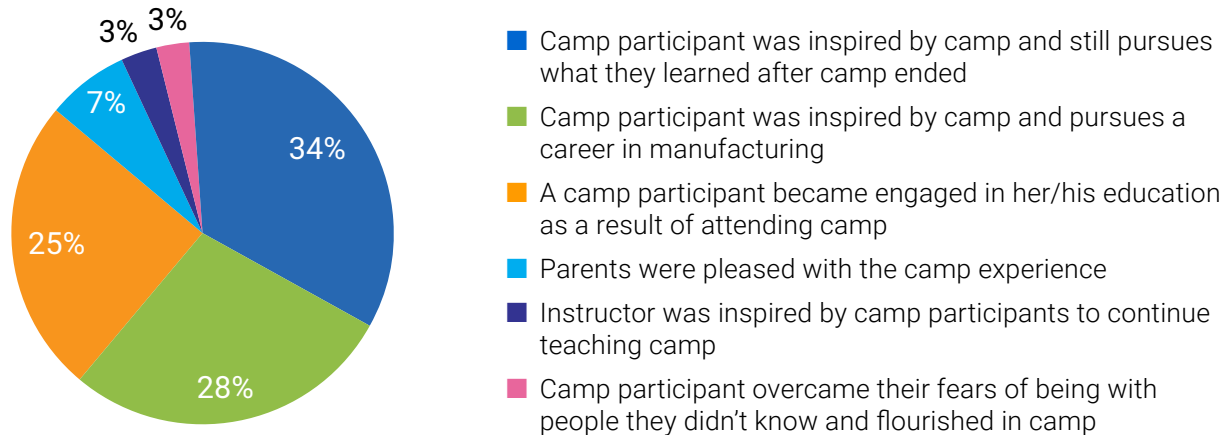 3% 3%
7%
34%
25%
28%
Camp participant was inspired by camp and still pursues
what they learned after camp ended
Camp participant was inspired by camp and pursues a
career in manufacturing
A camp participant became engaged in her/his education
as a result of attending camp
Parents were pleased with the camp experience
Instructor was inspired by camp participants to continue
teaching camp
Camp participant overcame their fears of being with
people they didn’t know and flourished in camp